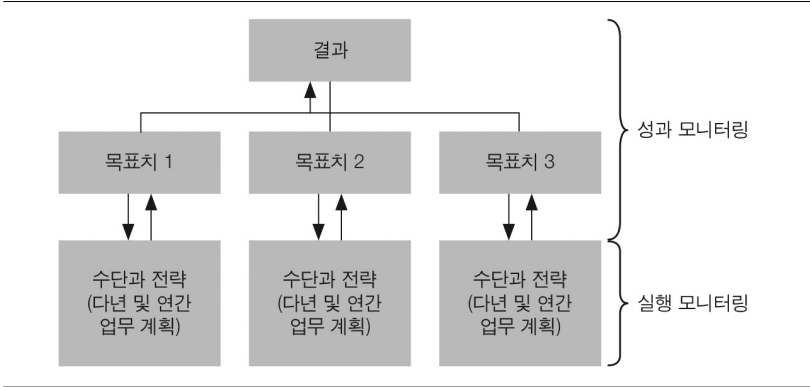 결과
성과 모니터링
목표치 1
목표치 2
목표치 3
수단과 전략
(다년 및 연간
업무 계획)
수단과 전략
(다년 및 연간
업무 계획)
수단과 전략
(다년 및 연간
업무 계획)
실행 모니터링